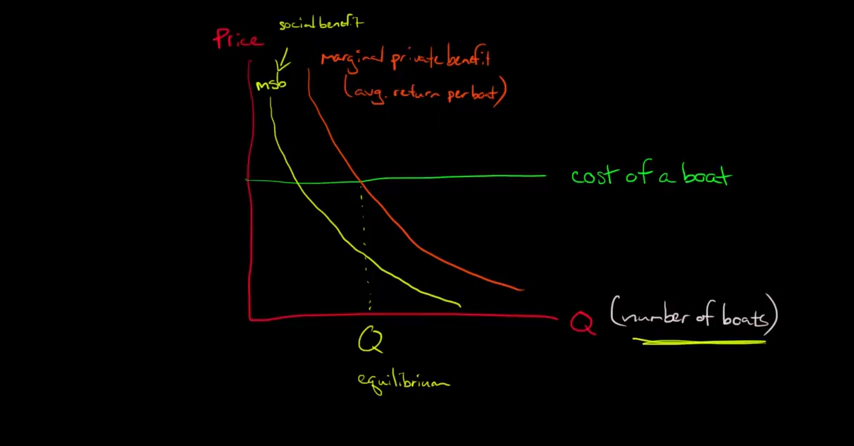 social benefit
Price
marginal private benefit
msb
(avg. return per boat)
cost of a boat
Q (number of boats)
Q
equilibrium